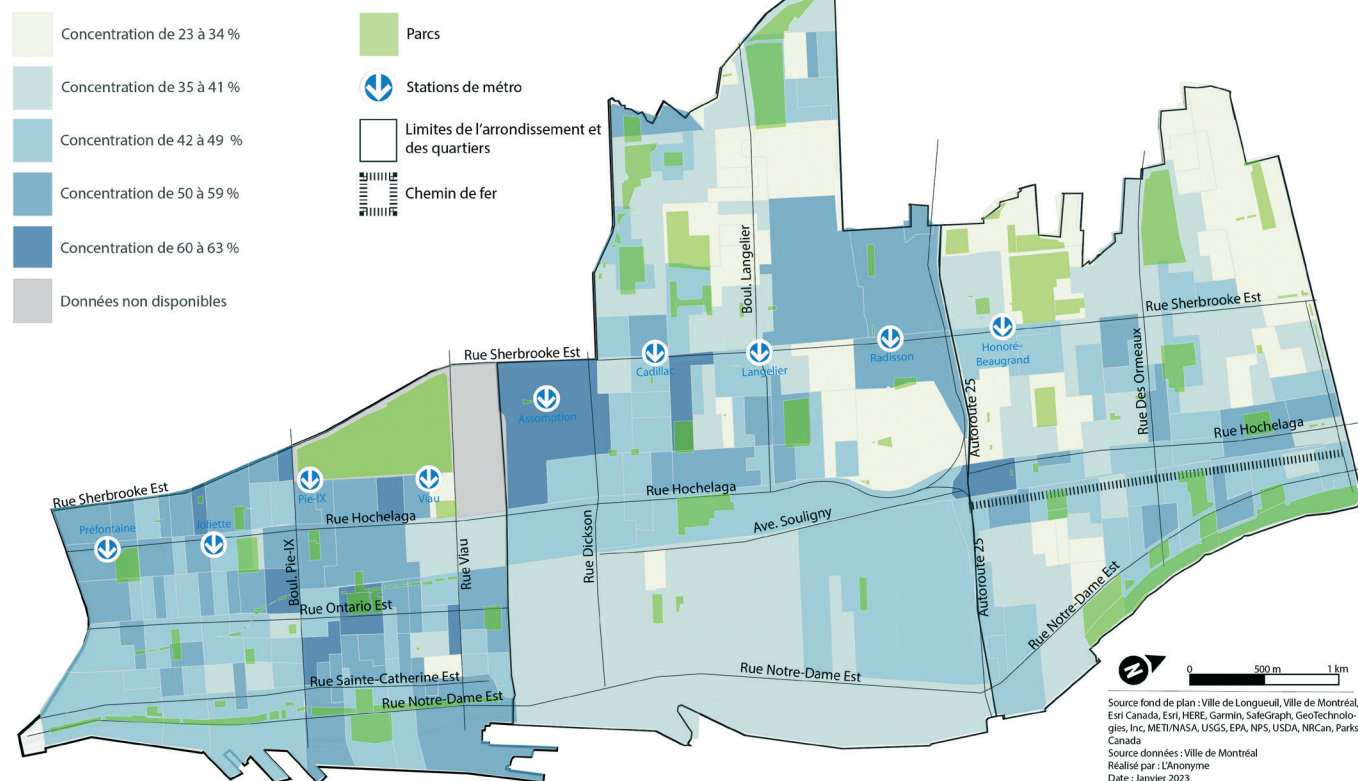 Concentration de 23 à 34 %
Concentration de 35 à 41 %
Concentration de 42 à 49 %
Concentration de 50 à 59 %
Concentration de 60 à 63 %
Données non disponibles
Parcs
Stations de métro
Limites de l'arrondissement et
des quartiers
Chemin de fer
Boul. Langelier
Rue Sherbrooke Est
Rue Sherbrooke Est
Cadillac
Langelier
Radisson
Honoré-
Beaugrand
Rue Des Ormeaux
Autoroute 25
Assomption
Rue Hochelaga
Rue Sherbrooke Est
Pie-IX
Viau
Rue Hochelaga
Préfontaine
Joliette
Rue Hochelaga
Ave. Souligny
Boul. Pie-IX
Rue Viau
Rue Dickson
Autoroute 25
Rue Ontario Est
Rue Notre-Dame Est
Rue Sainte-Catherine Est
Rue Notre-Dame Est
Rue Notre-Dame Est
N
0 500 m 1 km
Source fond de plan : Ville de Longueuil, Ville de Montréal,
Esri Canada, Esri, HERE, Garmin, SafeGraph, GeoTechnolo-
gies, Inc, METI/NASA, USGS, EPA, NPS, USDA, NRCan, Parks
Canada
Source données : Ville de Montréal
Réalisé par : L'Anonyme
Date : Janvier 2023